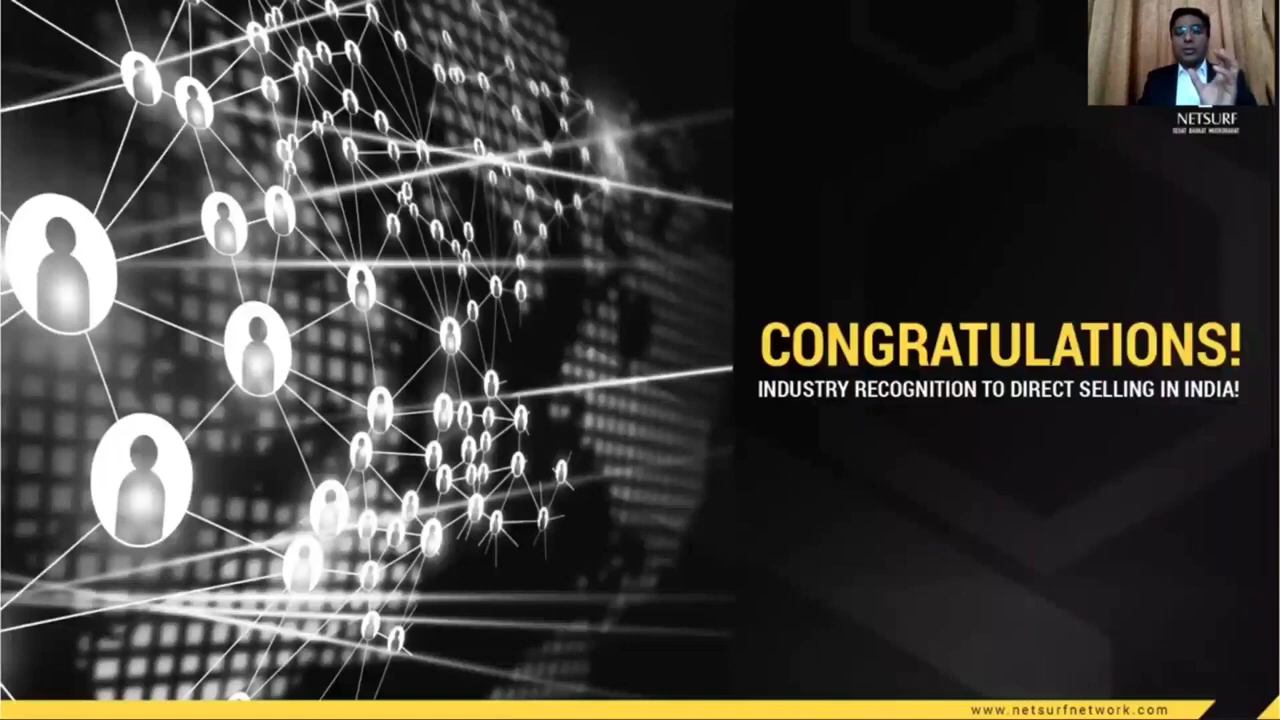 NETSURF
CONGRATULATIONS!
INDUSTRY RECOGNITION TO DIRECT SELLING IN INDIA!
www.netsurfnetwork.com